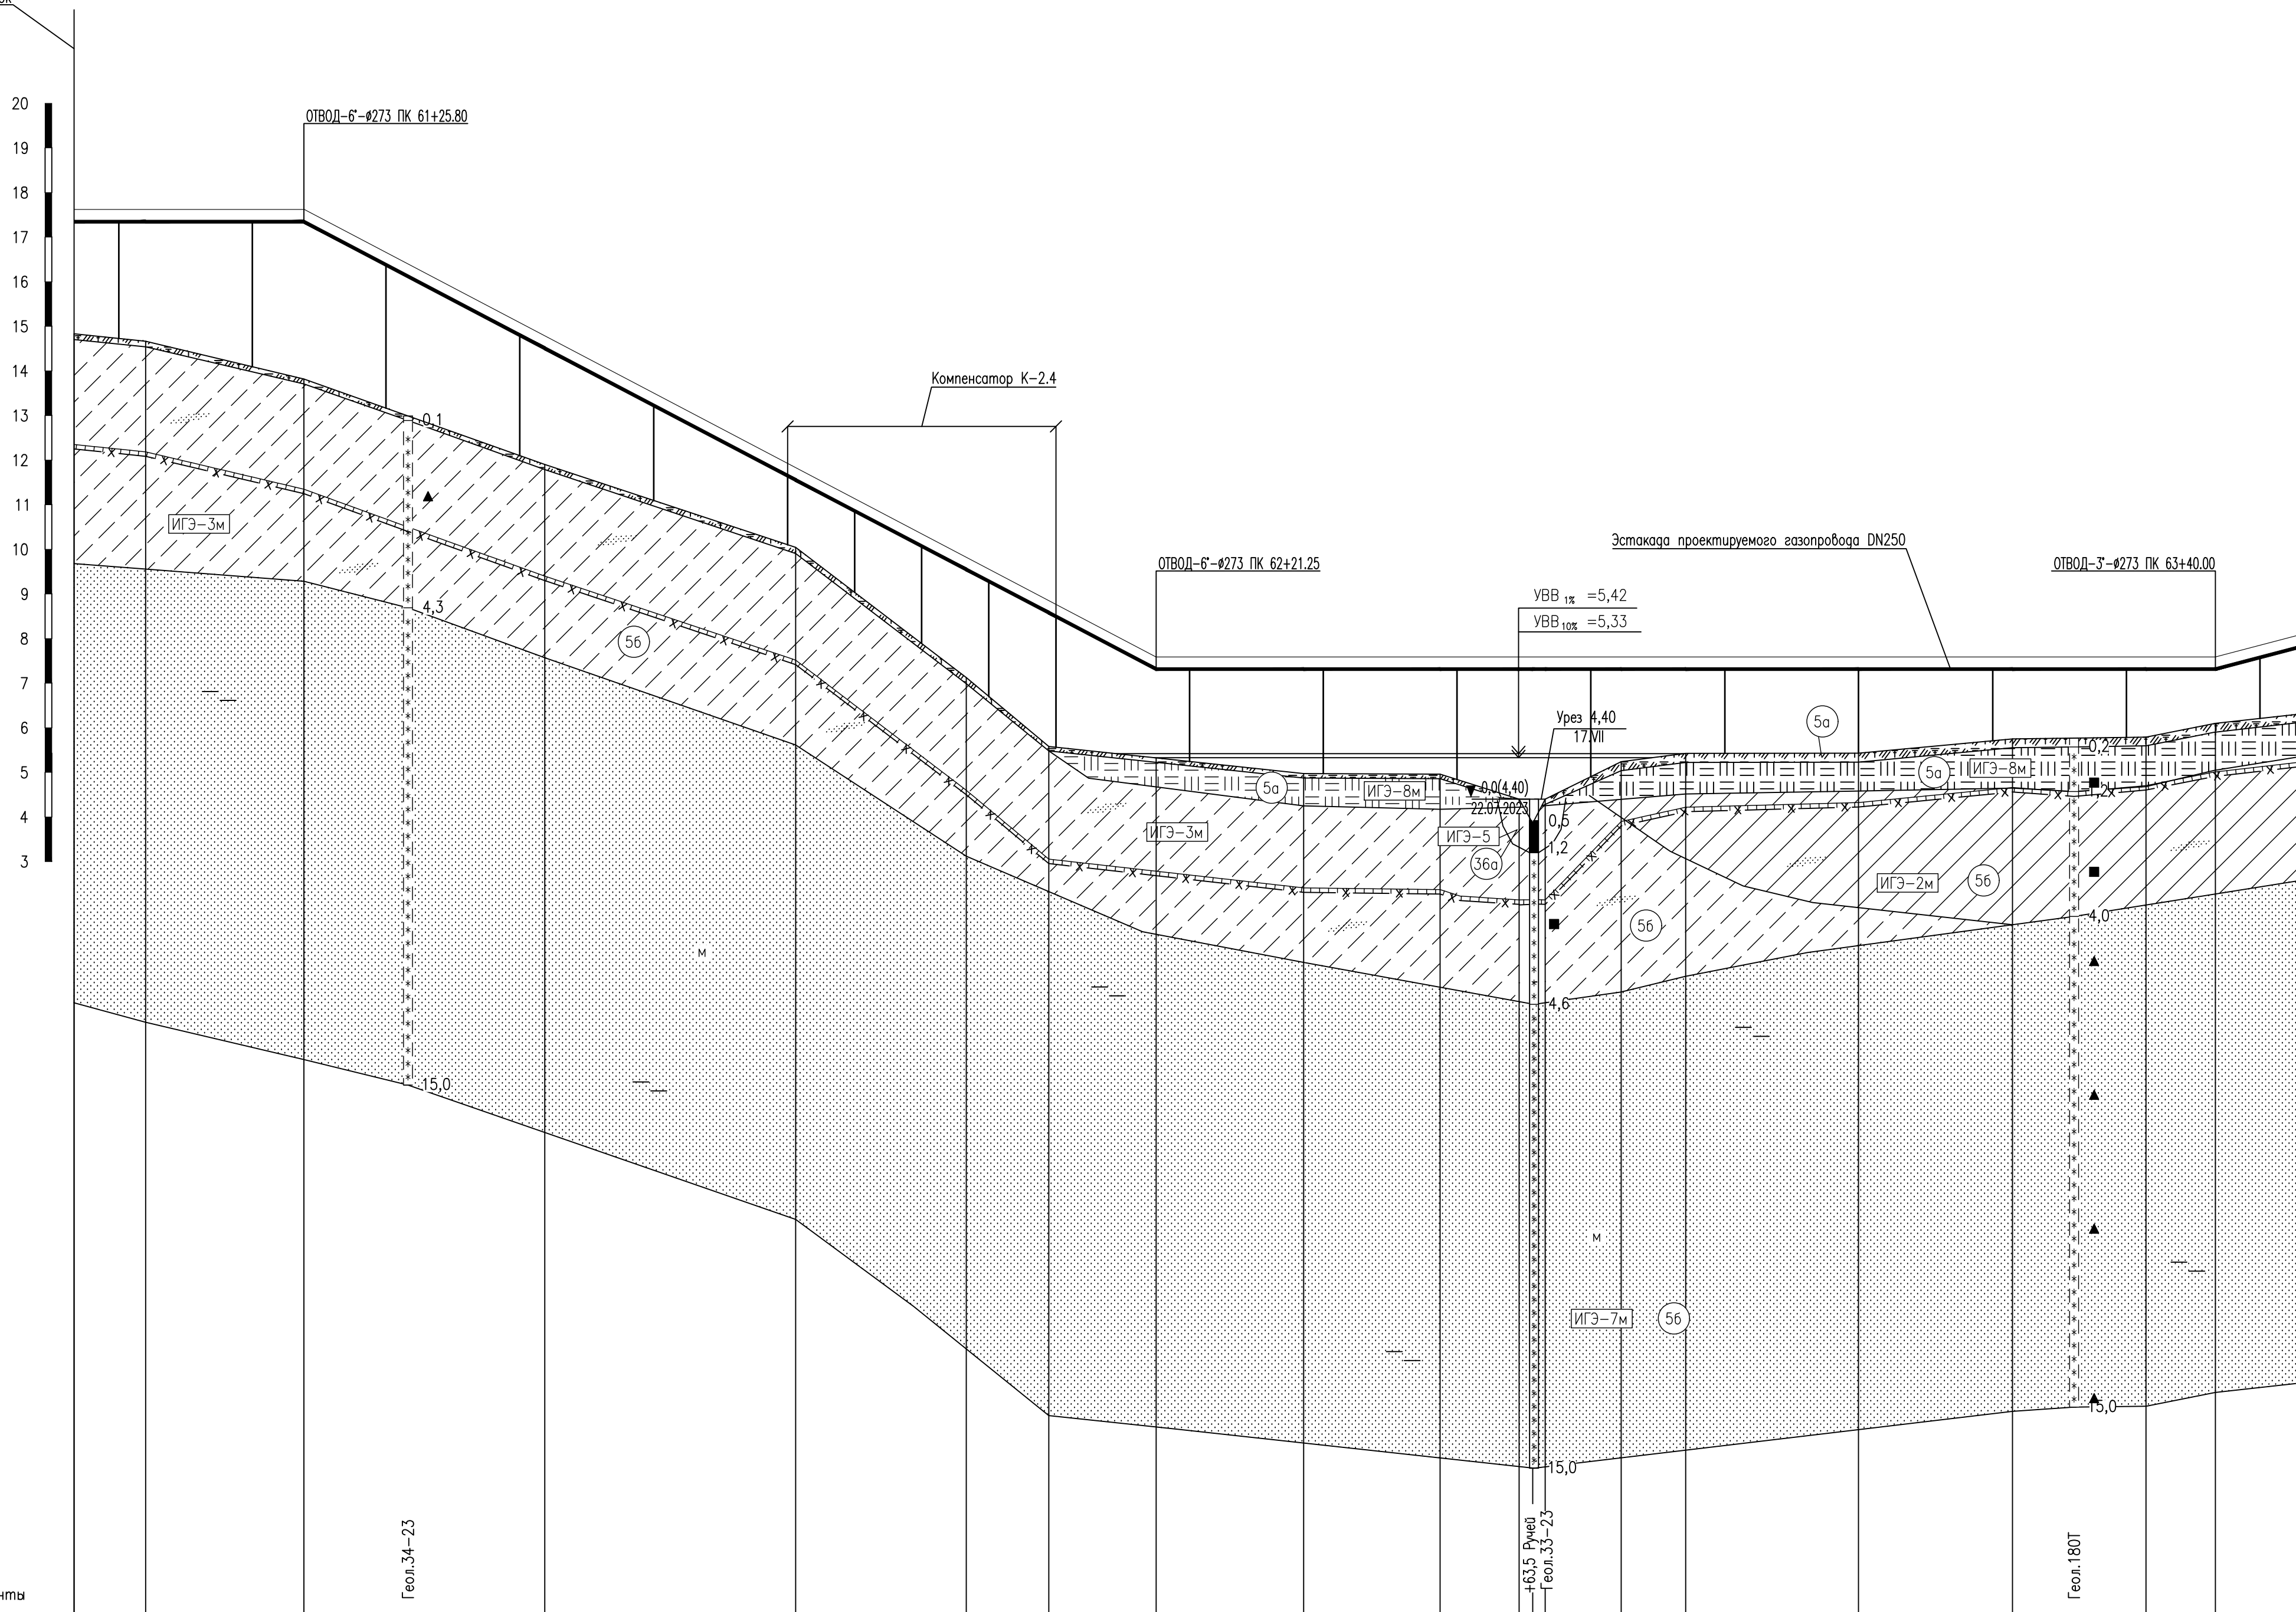 20
19
18
17
16
15
14
13
12
11
10
9
8
7
6
5
4
3
ОТВОД-6°-ø273 ПК 61+25.80
Компенсатор К-2.4
ОТВОД-6°-ø273 ПК 62+21.25
Эстакада проектируемого газопровода DN250
ОТВОД-3°-ø273 ПК 63+40.00
УВВ 1% =5,42
УВВ 10% =5,33
Урез 4,40
17.VII
0,0(4,40)
22.07.2023
0,1
4,3
15,0
ИГЭ-3м
5б
м
5а
ИГЭ-8м
ИГЭ-3м
ИГЭ-5
36а
0,5
1,2
4,6
15,0
5б
5а
5а
ИГЭ-8м
ИГЭ-2м
5б
0,2
1,2
4,0
15,0
м
ИГЭ-7м
5б
Геол.34-23
+63,5 Ручей
Геол.33-23
Геол.180Т
нты